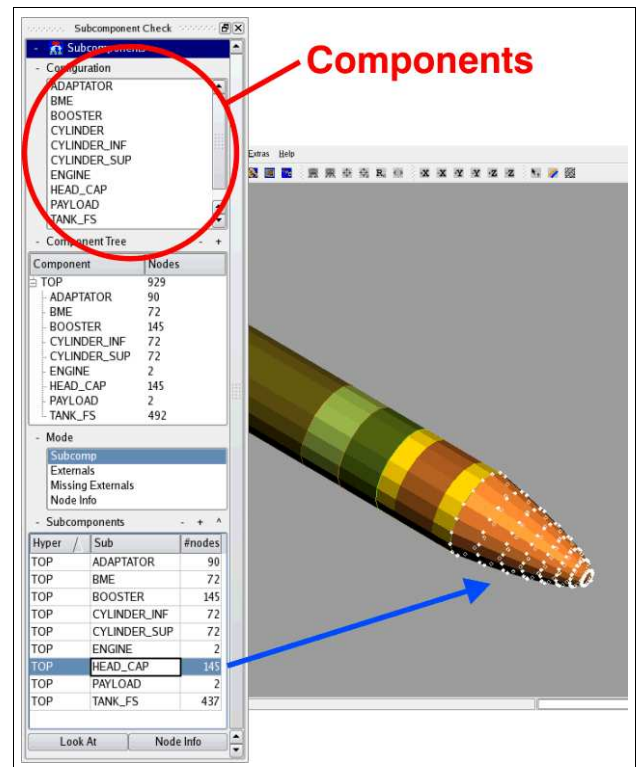 Subcomponent Check
- Subcomponents
Components
- Configuration
ADAPTATOR
BME
BOOSTER
CYLINDER
CYLINDER_INF
CYLINDER_SUP
ENGINE
HEAD_CAP
PAYLOAD
TANK_FS
Extras Help
- Component Tree - +
Component Nodes
TOP 929
ADAPTATOR 90
BME 72
BOOSTER 145
CYLINDER_INF 72
CYLINDER_SUP 72
ENGINE 2
HEAD_CAP 145
PAYLOAD 2
TANK_FS 492
- Mode
Subcomp
Externals
Missing Externals
Node Info
- Subcomponents - + ^
Hyper / Sub #nodes
TOP ADAPTATOR 90
TOP BME 72
TOP BOOSTER 145
TOP CYLINDER_INF 72
TOP CYLINDER_SUP 72
TOP ENGINE 2
TOP HEAD_CAP 145
TOP PAYLOAD 2
TOP TANK_FS 437
Look At Node Info